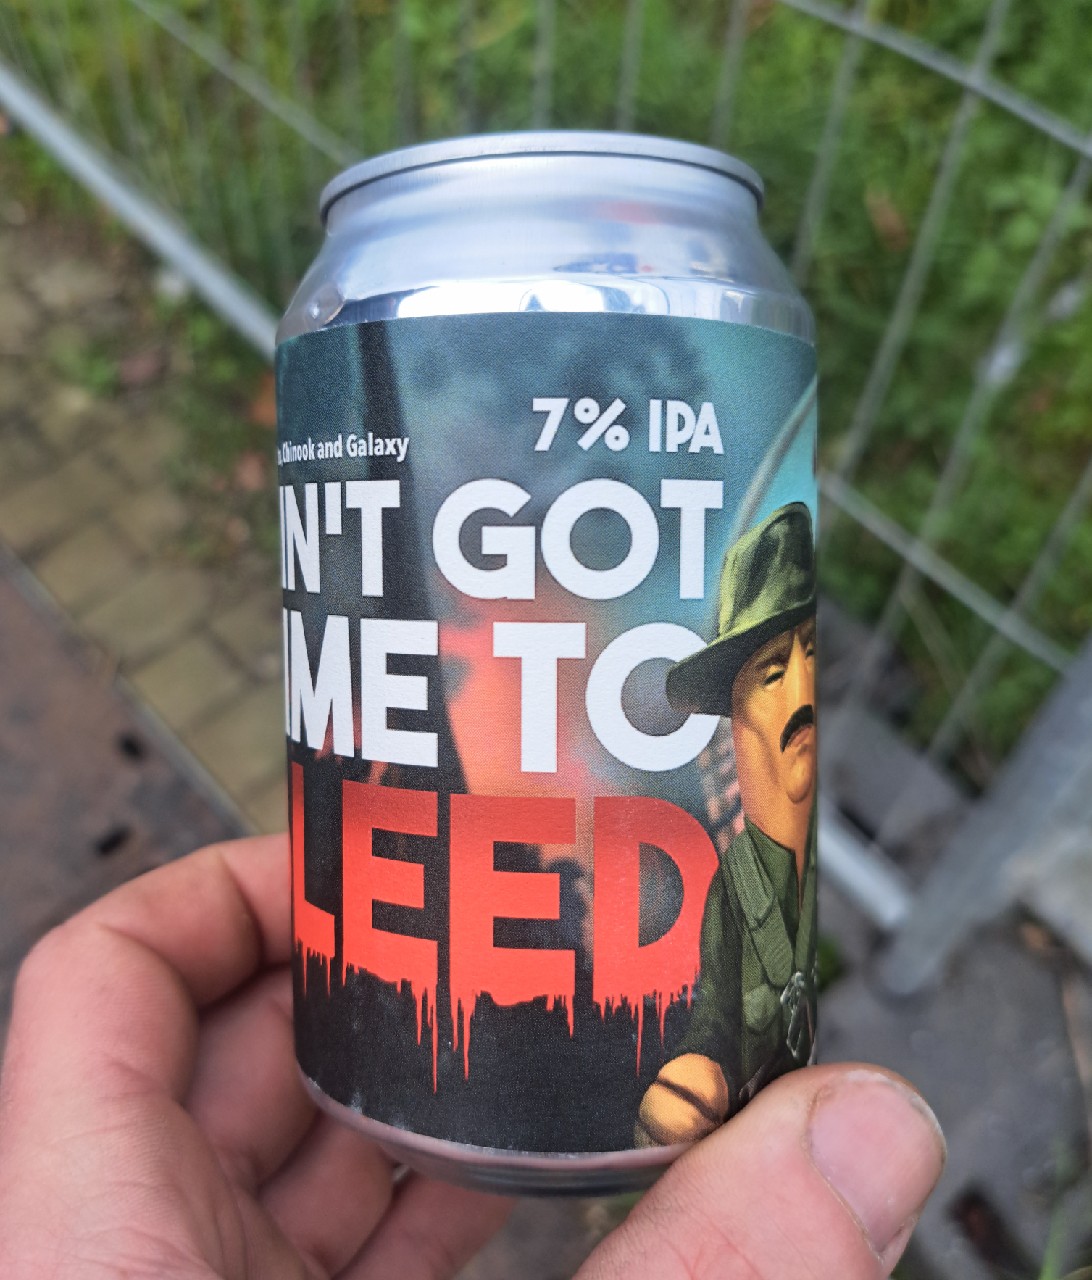 7% IPA
, Chinook and Galaxy
IN'T GOT
IME TO
LEED